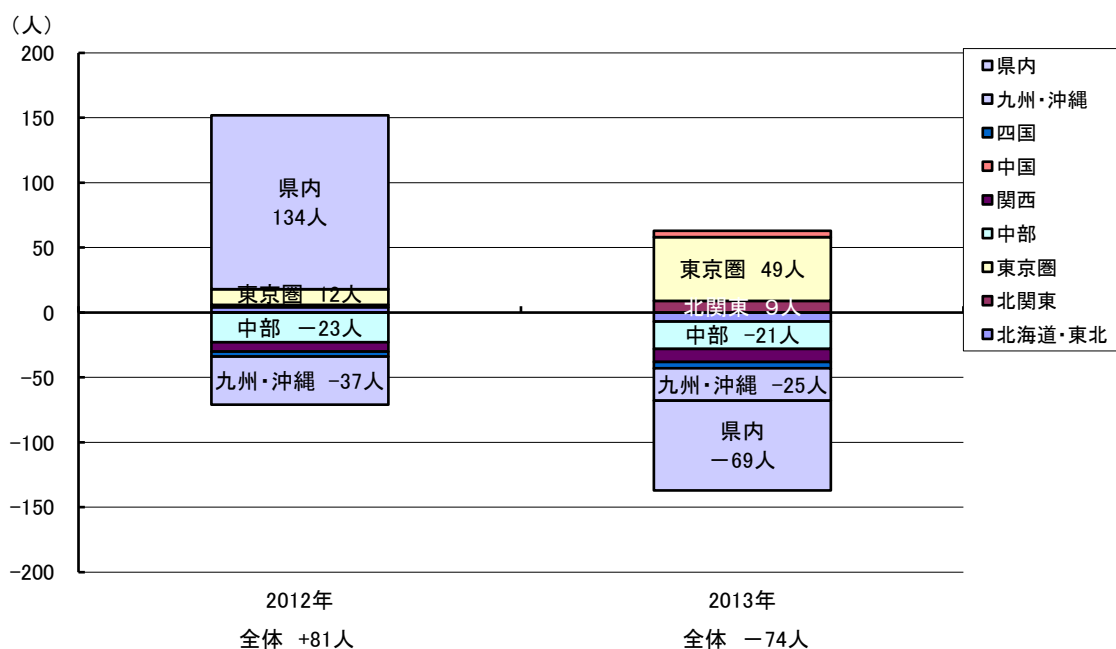 （人）
200
150
100
50
0
-50
-100
-150
-200
県内
134人
東京圏 12人
中部 －23人
九州・沖縄 -37人
東京圏 49人
北関東 9人
中部 -21人
九州・沖縄 -25人
県内
－69人
2012年
全体 +81人
2013年
全体 －74人
県内
九州・沖縄
四国
中国
関西
中部
東京圏
北関東
北海道・東北